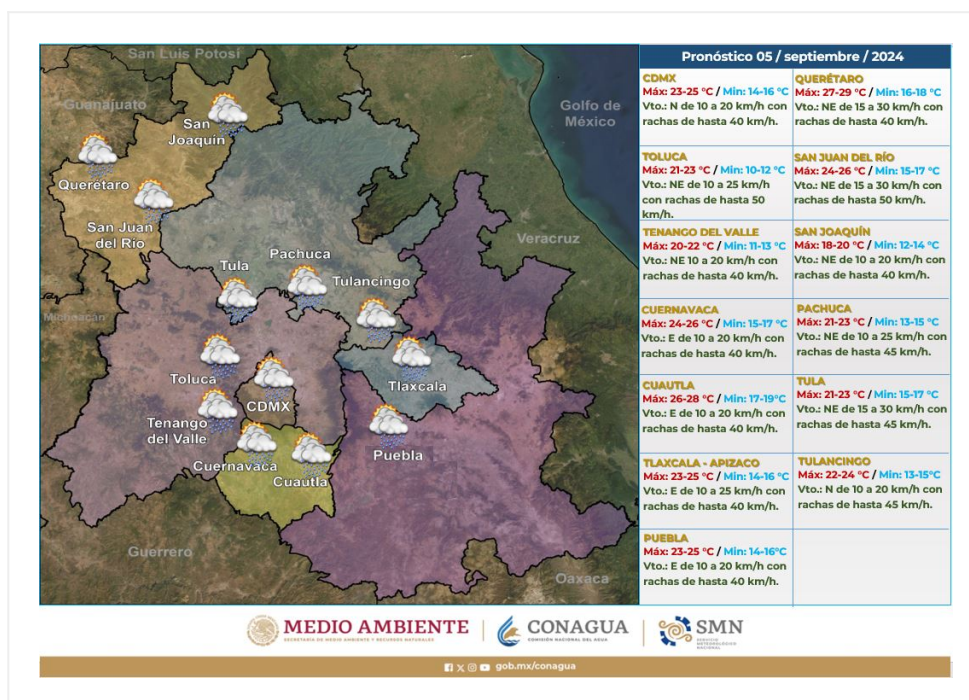 San Luis Potosí
Guanajuato
San
Joaquín
Querétaro
San Juan
del Río
Golfo de
México
Veracruz
Pachuca
Tula
Tulancingo
Michoacán
Toluca
Tlaxcala
CDMX
Tenango
del Valle
Puebla
Cuernavaca
Cuautla
Guerrero
Oaxaca
Pronóstico 05 / septiembre / 2024
CDMX
Máx: 23-25 °C / Min: 14-16 °C
Vto.: N de 10 a 20 km/h con
rachas de hasta 40 km/h.
QUERÉTARO
Máx: 27-29 °C / Min: 16-18 °C
Vto.: NE de 15 a 30 km/h con
rachas de hasta 40 km/h.
TOLUCA
Máx: 21-23 °C / Min: 10-12 °C
Vto.: NE de 10 a 25 km/h
con rachas de hasta 50
km/h.
SAN JUAN DEL RÍO
Máx: 24-26 °C / Min: 15-17 °C
Vto.: NE de 15 a 30 km/h con
rachas de hasta 50 km/h.
TENANGO DEL VALLE
Máx: 20-22 °C / Min: 11-13 °C
Vto.: NE 10 a 20 km/h con
rachas de hasta 40 km/h.
SAN JOAQUÍN
Máx: 18-20 °C / Min: 12-14 °C
Vto.: NE de 10 a 20 km/h con
rachas de hasta 40 km/h.
CUERNAVACA
Máx: 24-26 °C / Min: 15-17 °C
Vto.: E de 10 a 20 km/h con
rachas de hasta 40 km/h.
PACHUCA
Máx: 21-23 °C / Min: 13-15 °C
Vto.: NE de 10 a 25 km/h con
rachas de hasta 45 km/h.
CUAUTLA
Máx: 26-28 °C / Min: 17-19°C
Vto.: E de 10 a 20 km/h con
rachas de hasta 40 km/h.
TULA
Máx: 21-23 °C / Min: 15-17 °C
Vto.: NE de 15 a 30 km/h con
rachas de hasta 45 km/h.
TLAXCALA - APIZACO
Máx: 23-25 °C / Min: 14-16 °C
Vto.: E de 10 a 25 km/h con
rachas de hasta 40 km/h.
TULANCINGO
Máx: 22-24 °C / Min: 13-15°C
Vto.: N de 10 a 20 km/h con
rachas de hasta 45 km/h.
PUEBLA
Máx: 23-25 °C / Min: 14-16°C
Vto.: E de 10 a 20 km/h con
rachas de hasta 40 km/h.
MEDIO AMBIENTE
SECRETARÍA DE MEDIO AMBIENTE Y RECURSOS NATURALES
CONAGUA
COMISIÓN NACIONAL DEL AGUA
SMN
SERVICIO
METEOROLÓGICO
NACIONAL
gob.mx/conagua